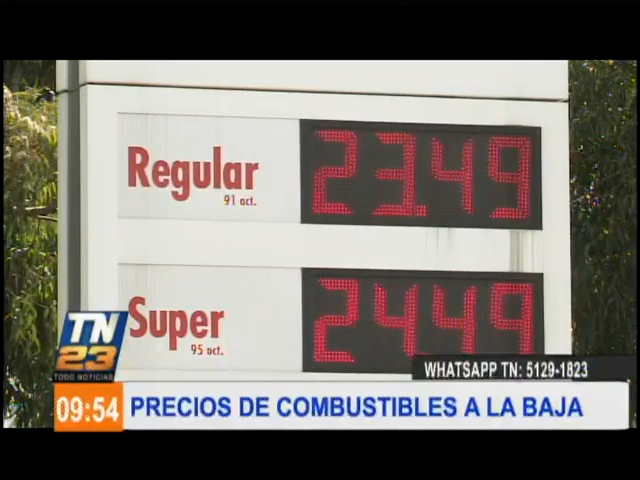 Regular
91 oct.
23.49
Super
95 oct.
24.49
TN
23
TODO NOTICIAS
WHATSAPP TN: 5129-1823
09:54
PRECIOS DE COMBUSTIBLES A LA BAJA